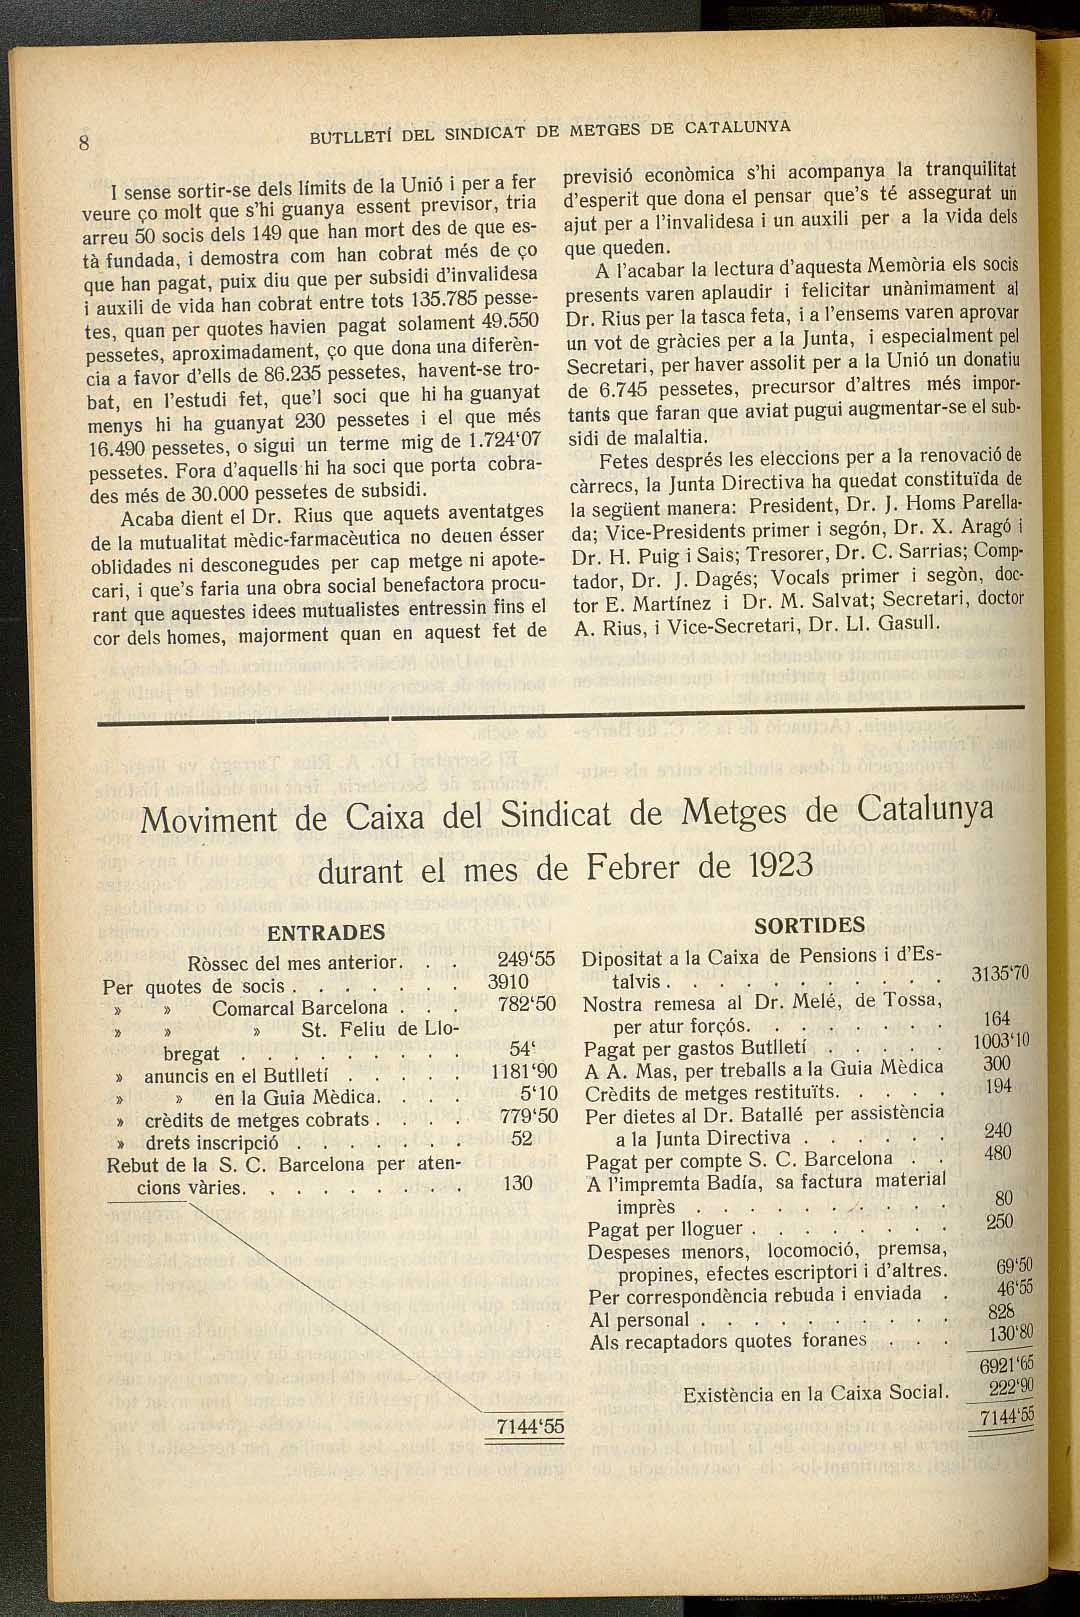 8
BUTLLETÍ DEL SINDICAT DE METGES DE CATALUNYA
I sense sortir-se dels límits de la Unió i per a fer
veure ço molt que s'hi guanya essent previsor, tria
arreu 50 socis dels 149 que han mort des de que es-
tà fundada, i demostra com han cobrat més de ço
que han pagat, puix diu que per subsidi d'invalidesa
i auxili de vida han cobrat entre tots 135.785 pesse-
tes, quan per quotes havien pagat solament 49.550
pessetes, aproximadament, ço que dona una diferèn-
cia a favor d'ells de 86.235 pessetes, havent-se tro-
bat, en l'estudi fet, que'l soci que hi ha guanyat
menys hi ha guanyat 230 pessetes i el que més
16.490 pessetes, o sigui un terme mig de 1.724'07
pessetes. Fora d'aquells hi ha soci que porta cobra-
des més de 30.000 pessetes de subsidi.
Acaba dient el Dr. Rius que aquets aventatges
de la mutualitat mèdic-farmacèutica no deuen ésser
oblidades ni desconegudes per cap metge ni apote-
cari, i que's faria una obra social benefactora procu-
rant que aquestes idees mutualistes entressin fins el
cor dels homes, majorment quan en aquest fet de
previsió econòmica s'hi acompanya la tranquilitat
d'esperit que dona el pensar que's té assegurat un
ajut per a l'invalidesa i un auxili per a la vida dels
que queden.
A l'acabar la lectura d'aquesta Memòria els socis
presents varen aplaudir i felicitar unànimament al
Dr. Rius per la tasca feta, i a l'ensems varen aprovar
un vot de gràcies per a la Junta, i especialment pel
Secretari, per haver assolit per a la Unió un donatiu
de 6.745 pessetes, precursor d'altres més impor-
tants que faran que aviat pugui augmentar-se el sub-
sidi de malaltia.
Fetes després les eleccions per a la renovació de
càrrecs, la Junta Directiva ha quedat constituïda de
la següent manera: President, Dr. J. Homs Parella-
da; Vice-Presidents primer i segón, Dr. X. Aragó i
Dr. H. Puig i Sais; Tresorer, Dr. C. Sarrias; Comp-
tador, Dr. J. Dagés; Vocals primer i segòn, doc-
tor E. Martínez i Dr. M. Salvat; Secretari, doctor
A. Rius, i Vice-Secretari, Dr. Ll. Gasull.
Moviment de Caixa del Sindicat de Metges de Catalunya
durant el mes de Febrer de 1923
ENTRADES
Ròssec del mes anterior. . . 249'55
Per quotes de socis . . . . . . . 3910
» » Comarcal Barcelona . . . 782'50
» » » St. Feliu de Llo-
bregat . . . . . . . . . 54'
» anuncis en el Butlletí . . . . . 1181'90
» » en la Guia Mèdica. . . . 5'10
» crèdits de metges cobrats . . . . 779'50
» drets inscripció . . . . . . . 52
Rebut de la S. C. Barcelona per aten-
cions vàries. . . . . . . . . 130
7144'55
SORTIDES
Dipositat a la Caixa de Pensions i d'Es-
talvis . . . . . . . . . . . 3135'70
Nostra remesa al Dr. Melé, de Tossa,
per atur forçós. . . . . . . . 164
Pagat per gastos Butlletí . . . . . 1003'10
A A. Mas, per treballs a la Guia Mèdica 300
Crèdits de metges restituïts. . . . . 194
Per dietes al Dr. Batallé per assistència
a la Junta Directiva . . . . . . 240
Pagat per compte S. C. Barcelona . . 480
A l'impremta Badía, sa factura material
imprès . . . . . . . . . . 80
Pagat per lloguer . . . . . . . . 250
Despeses menors, locomoció, premsa,
propines, efectes escriptori i d'altres. 69'50
Per correspondència rebuda i enviada . 46'55
Al personal . . . . . . . . . . 828
Als recaptadors quotes foranes . . . 130'80
6921'65
Existència en la Caixa Social. 222'90
7144'55